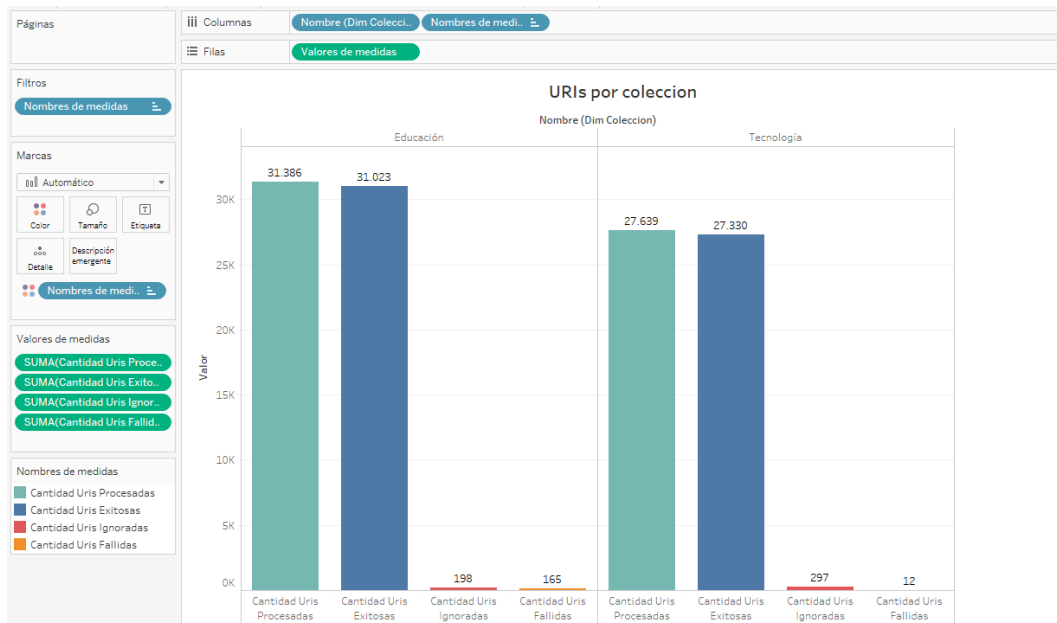 Páginas
Columnas
Nombre (Dim Colecci..
Nombres de medi..
Filas
Valores de medidas
Filtros
Nombres de medidas
Marcas
Automático
Color
Tamaño
Etiqueta
Detalle
Descripción
emergente
Nombres de medi..
Valores de medidas
SUMA(Cantidad Uris Proce..
SUMA(Cantidad Uris Exito..
SUMA(Cantidad Uris Ignor..
SUMA(Cantidad Uris Fallid..
Nombres de medidas
Cantidad Uris Procesadas
Cantidad Uris Exitosas
Cantidad Uris Ignoradas
Cantidad Uris Fallidas
URIs por coleccion
Nombre (Dim Coleccion)
Educación
Tecnología
31.386
31.023
198
165
27.639
27.330
297
12
Valor
30K
25K
20K
15K
10K
5K
0K
Cantidad Uris
Procesadas
Cantidad Uris
Exitosas
Cantidad Uris
Ignoradas
Cantidad Uris
Fallidas
Cantidad Uris
Procesadas
Cantidad Uris
Exitosas
Cantidad Uris
Ignoradas
Cantidad Uris
Fallidas